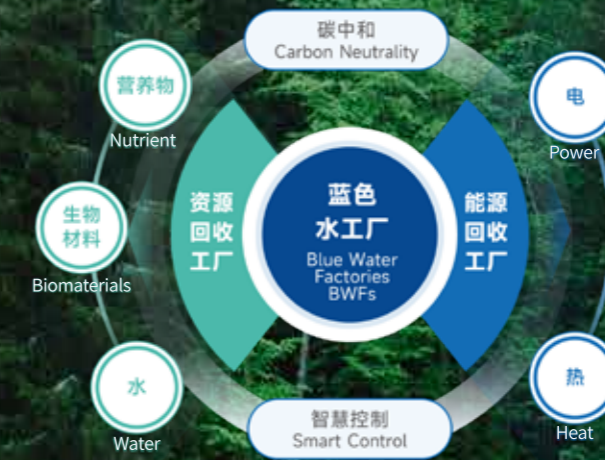 碳中和
Carbon Neutrality
营养物
Nutrient
电
Power
资源
回收
工厂
蓝色
水工厂
Blue Water
Factories
BWFs
能源
回收
工厂
生物
材料
Biomaterials
水
Water
热
Heat
智慧控制
Smart Control